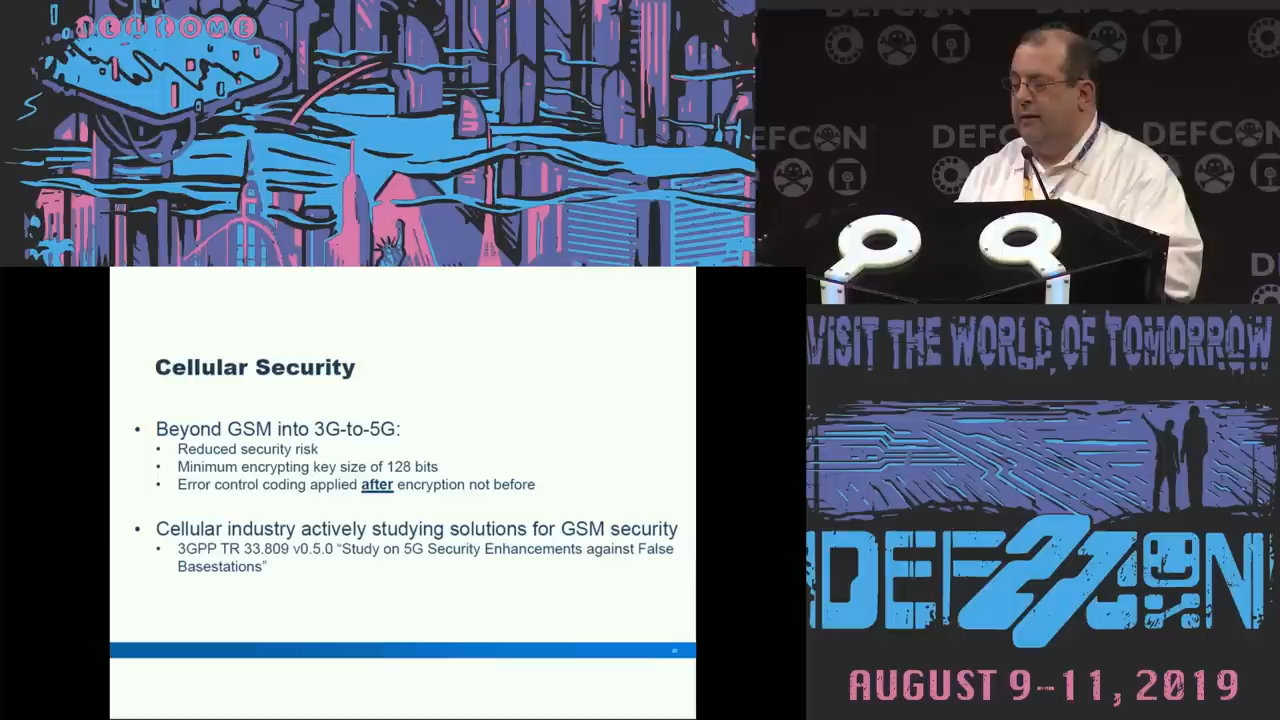 WELCOME
DEFCON
DEFC
DEFCON
D
Cellular Security
• Beyond GSM into 3G-to-5G:
• Reduced security risk
• Minimum encrypting key size of 128 bits
• Error control coding applied after encryption not before
• Cellular industry actively studying solutions for GSM security
• 3GPP TR 33.809 v0.5.0 “Study on 5G Security Enhancements against False
Basestations”
VISIT THE WORLD OF TOMORROW
DEF27CON
AUGUST 9-11, 2019